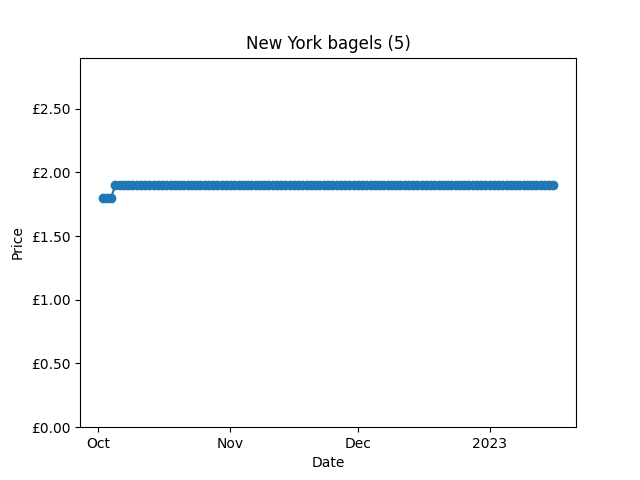 New York bagels (5)
£2.50
£2.00
£1.50
£1.00
£0.50
£0.00
Price
Oct Nov Dec 2023
Date